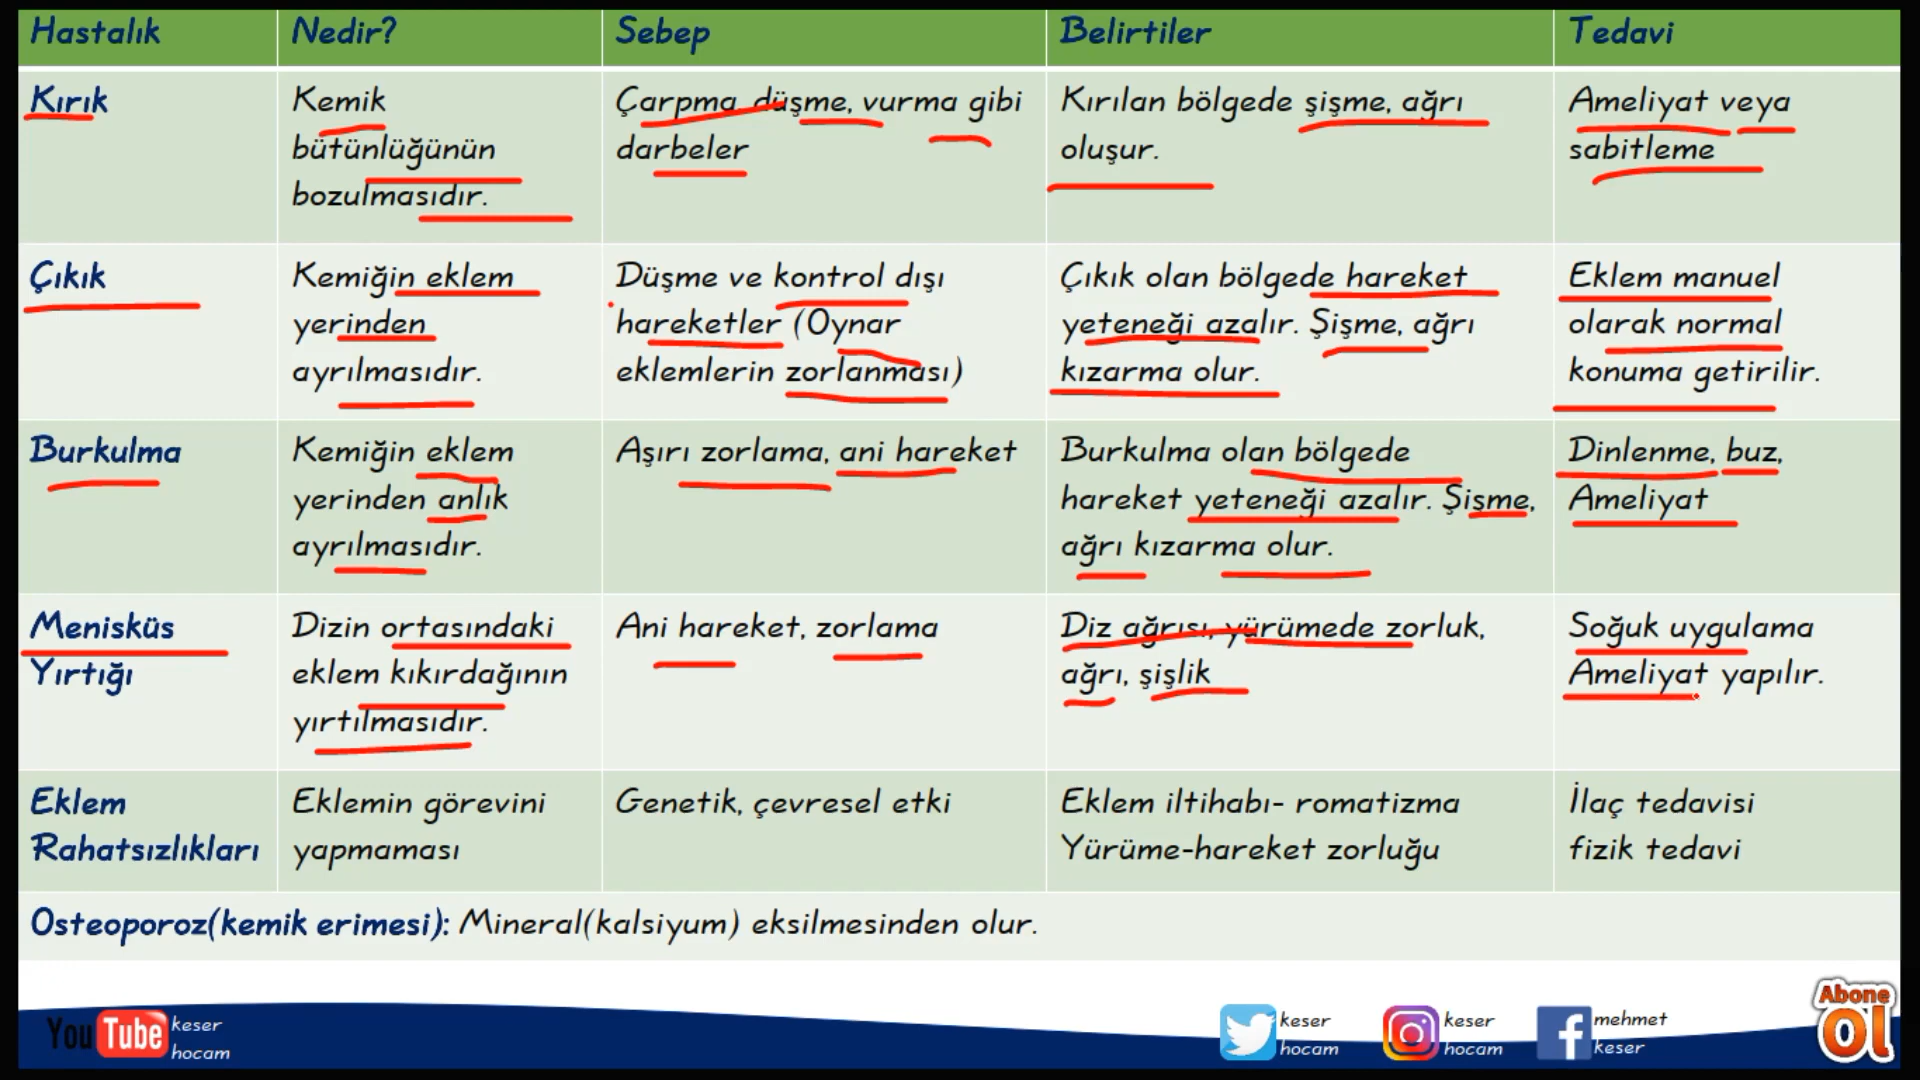 Hastalık
Nedir?
Sebep
Belirtiler
Tedavi
Kırık
Kemik
bütünlüğünün
bozulmasıdır.
Çarpma, düşme, vurma gibi
darbeler
Kırılan bölgede şişme, ağrı
oluşur.
Ameliyat veya
sabitleme
Çıkık
Kemiğin eklem
yerinden
ayrılmasıdır.
Düşme ve kontrol dışı
hareketler (Oynar
eklemlerin zorlanması)
Çıkık olan bölgede hareket
yeteneği azalır. Şişme, ağrı
kızarma olur.
Eklem manuel
olarak normal
konuma getirilir.
Burkulma
Kemiğin eklem
yerinden anlık
ayrılmasıdır.
Aşırı zorlama, ani hareket
Burkulma olan bölgede
hareket yeteneği azalır. Şişme,
ağrı kızarma olur.
Dinlenme, buz,
Ameliyat
Menisküs
Yırtığı
Dizin ortasındaki
eklem kıkırdağının
yırtılmasıdır.
Ani hareket, zorlama
Diz ağrısı, yürümede zorluk,
ağrı, şişlik
Soğuk uygulama
Ameliyat yapılır.
Eklem
Rahatsızlıkları
Eklemin görevini
yapmaması
Genetik, çevresel etki
Eklem iltihabı- romatizma
Yürüme-hareket zorluğu
İlaç tedavisi
fizik tedavi
Osteoporoz(kemik erimesi): Mineral(kalsiyum) eksilmesinden olur.
YouTube
keser
hocam
keser
hocam
keser
hocam
mehmet
keser
Abone
Ol